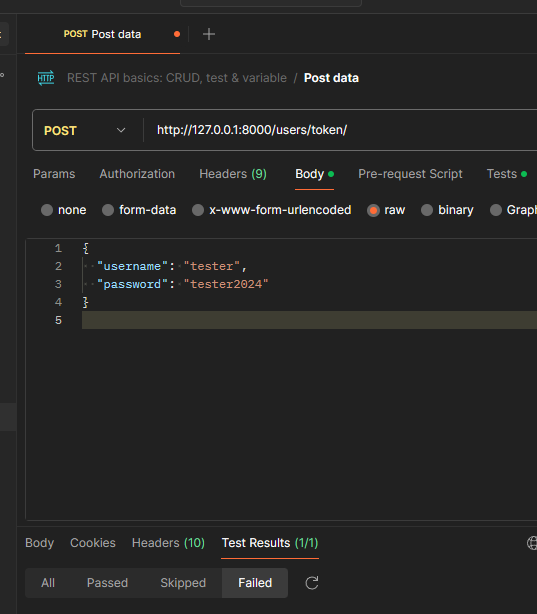 POST Post data
HTTP REST API basics: CRUD, test & variable / Post data
POST http://127.0.0.1:8000/users/token/
Params Authorization Headers (9) Body Pre-request Script Tests
none form-data x-www-form-urlencoded raw binary Graph
1 {
2 "username": "tester",
3 "password": "tester2024"
4 }
5
Body Cookies Headers (10) Test Results (1/1)
All Passed Skipped Failed